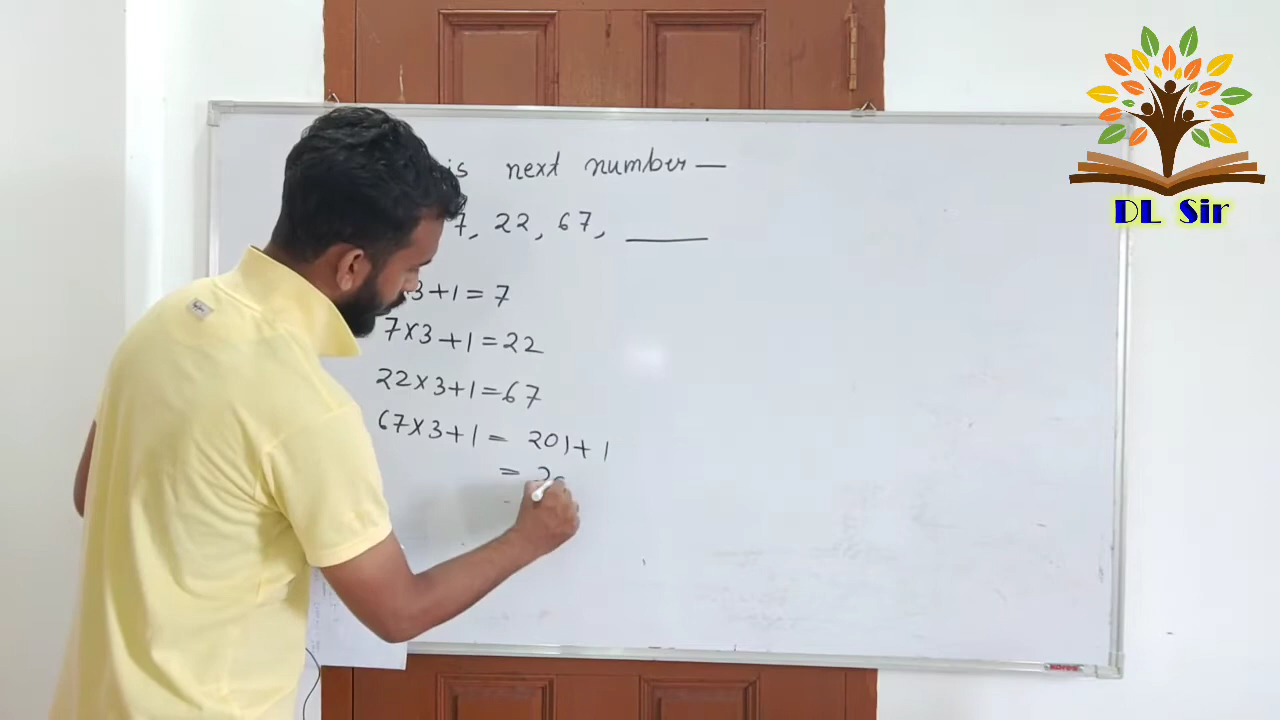 is next number —
7, 22, 67, ____
3+1=7
7×3+1=22
22×3+1=67
67×3+1= 201+1
= 20
DL Sir